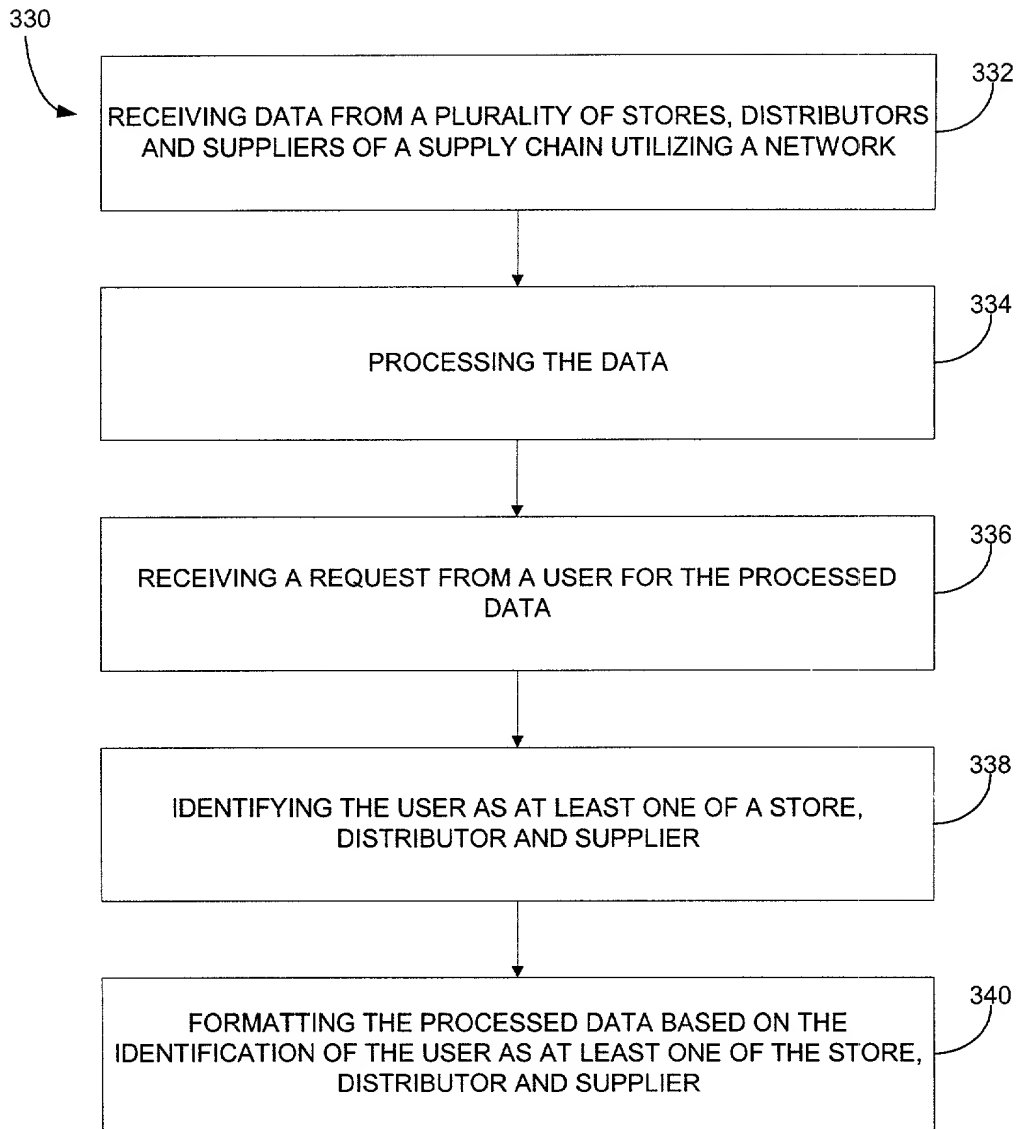 330
332
RECEIVING DATA FROM A PLURALITY OF STORES, DISTRIBUTORS
AND SUPPLIERS OF A SUPPLY CHAIN UTILIZING A NETWORK
334
PROCESSING THE DATA
336
RECEIVING A REQUEST FROM A USER FOR THE PROCESSED
DATA
338
IDENTIFYING THE USER AS AT LEAST ONE OF A STORE,
DISTRIBUTOR AND SUPPLIER
340
FORMATTING THE PROCESSED DATA BASED ON THE
IDENTIFICATION OF THE USER AS AT LEAST ONE OF THE STORE,
DISTRIBUTOR AND SUPPLIER